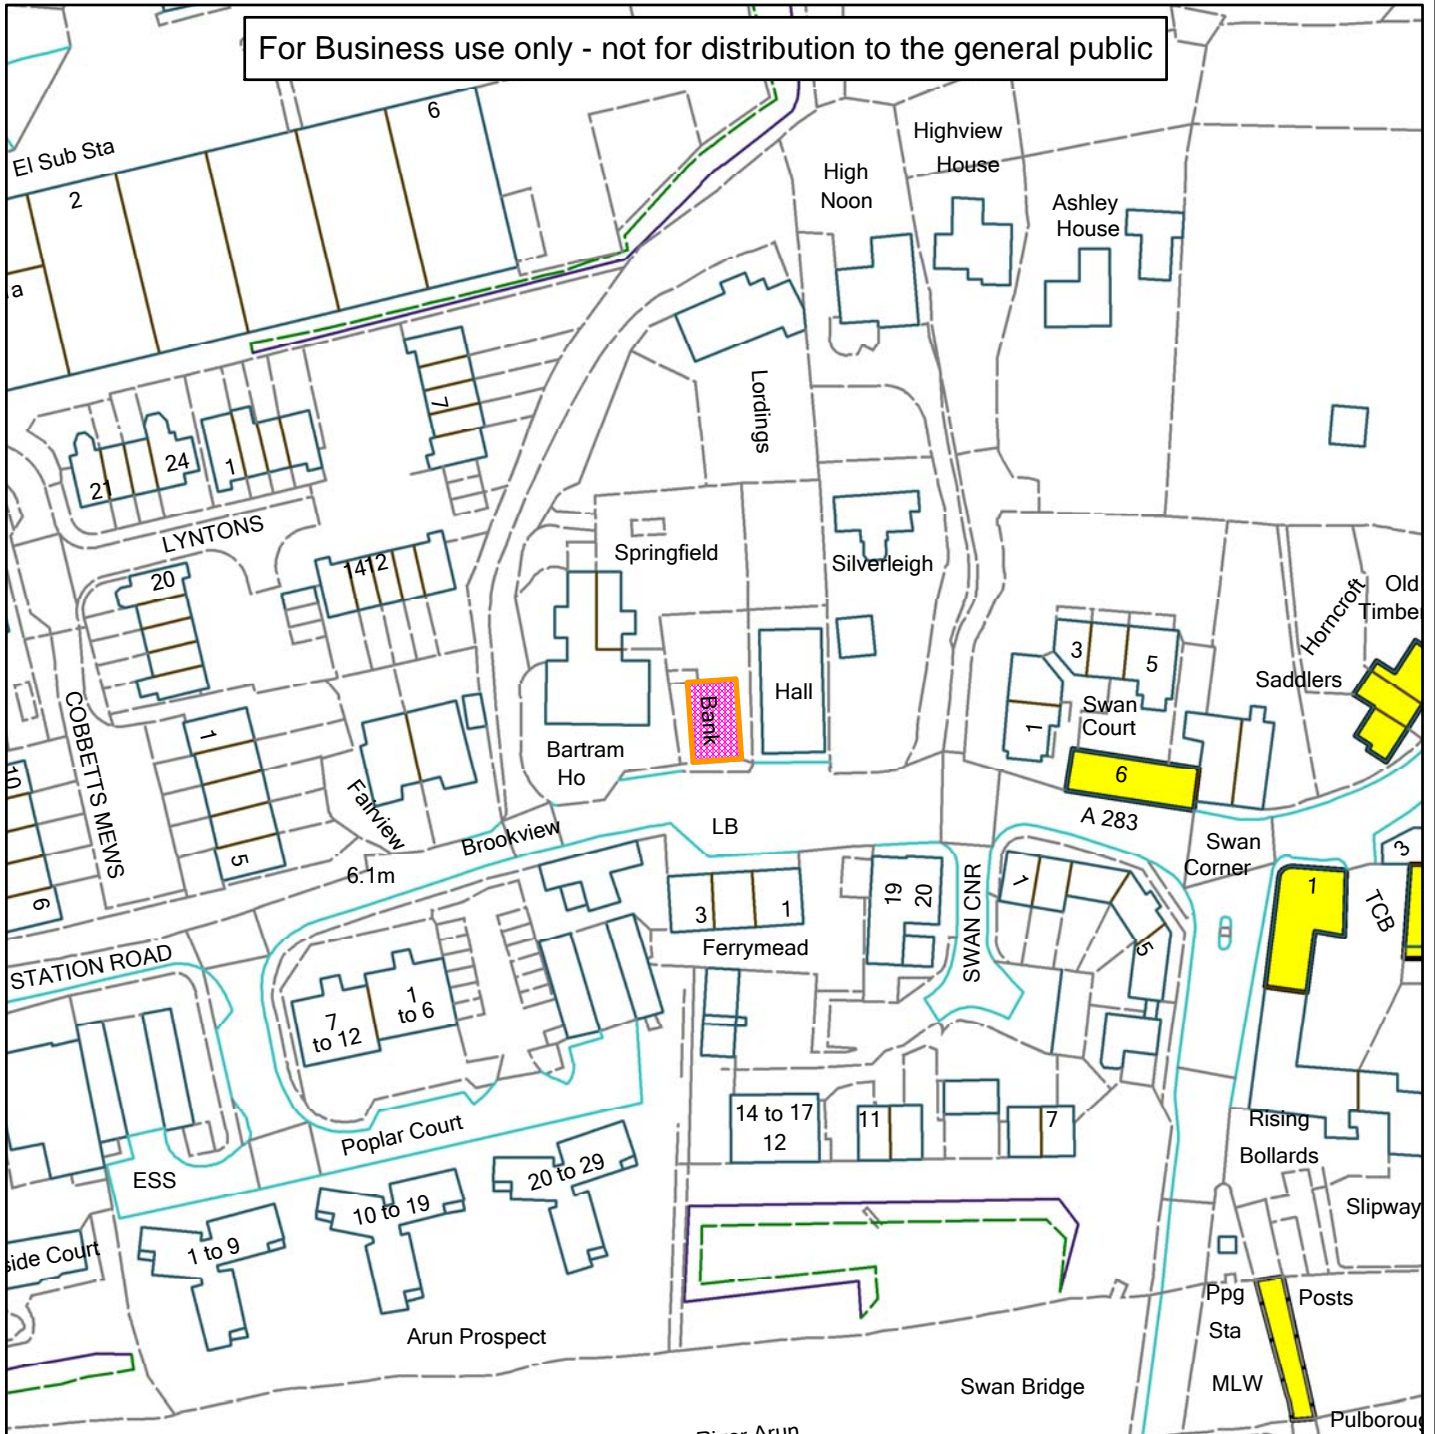 For Business use only - not for distribution to the general public
6
El Sub Sta
2
Highview
House
High
Noon
Ashley
House
a
7
Lordings
24
21
1
LYNTONS
1412
20
Springfield
Silverleigh
Horncroft
Old
Timbe
Saddlers
3
5
Swan
Court
1
6
Hall
Bank
Bartram
Ho
COBBETTS MEWS
1
5
10
6
Fairview
Brookview
6.1m
LB
A 283
Swan
Corner
3
1
TCB
STATION ROAD
3
1
Ferrymead
19
20
SWAN CNR
1
5
7
to 12
1
to 6
14 to 17
12
11
7
Rising
Bollards
Poplar Court
ESS
20 to 29
10 to 19
1 to 9
side Court
Slipway
Ppg
Sta
Posts
MLW
Arun Prospect
Swan Bridge
Pulboroug
River Arun